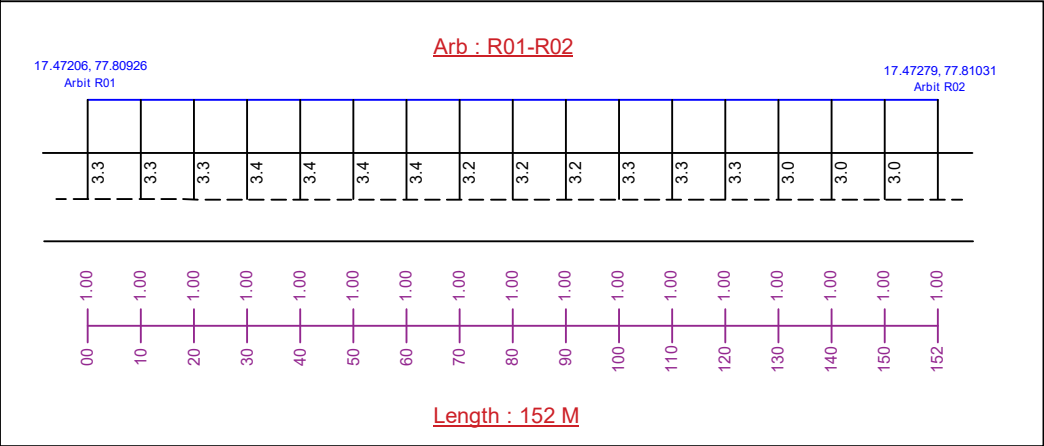 Arb : R01-R02
17.47206, 77.80926
Arbit R01
17.47279, 77.81031
Arbit R02
3.3 3.3 3.3 3.4 3.4 3.4 3.4 3.2 3.2 3.2 3.3 3.3 3.3 3.0 3.0 3.0
1.00 1.00 1.00 1.00 1.00 1.00 1.00 1.00 1.00 1.00 1.00 1.00 1.00 1.00 1.00 1.00 1.00
00 10 20 30 40 50 60 70 80 90 100 110 120 130 140 150 152
Length : 152 M